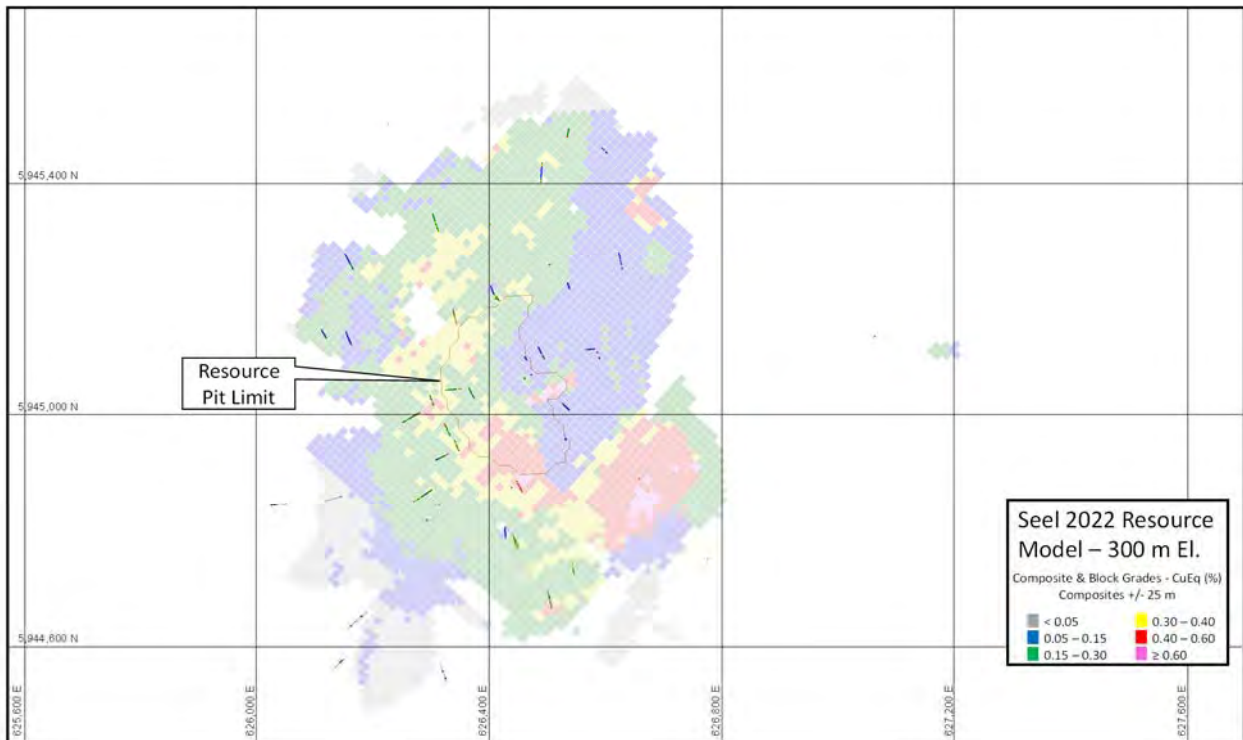 5,945,400 N
Resource
Pit Limit
5,945,000 N
5,944,600 N
Seel 2022 Resource
Model – 300 m El.
Composite & Block Grades - CuEq (%)
Composites +/- 25 m
< 0.05
0.05 – 0.15
0.15 – 0.30
0.30 – 0.40
0.40 – 0.60
≥ 0.60
625,600 E
626,000 E
626,400 E
626,800 E
627,200 E
627,600 E